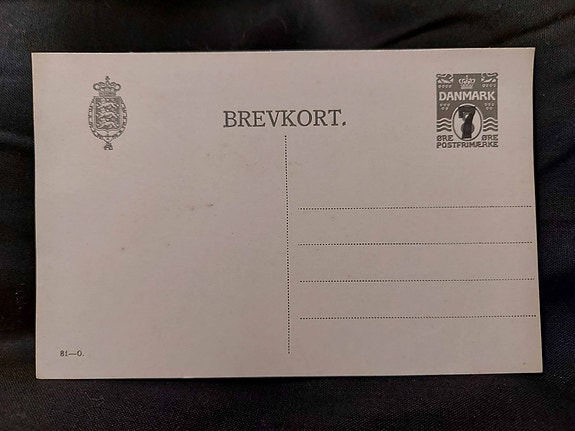 BREVKORT.
DANMARK
7
ØRE ØRE
POSTFRIMÆRKE
81—O.